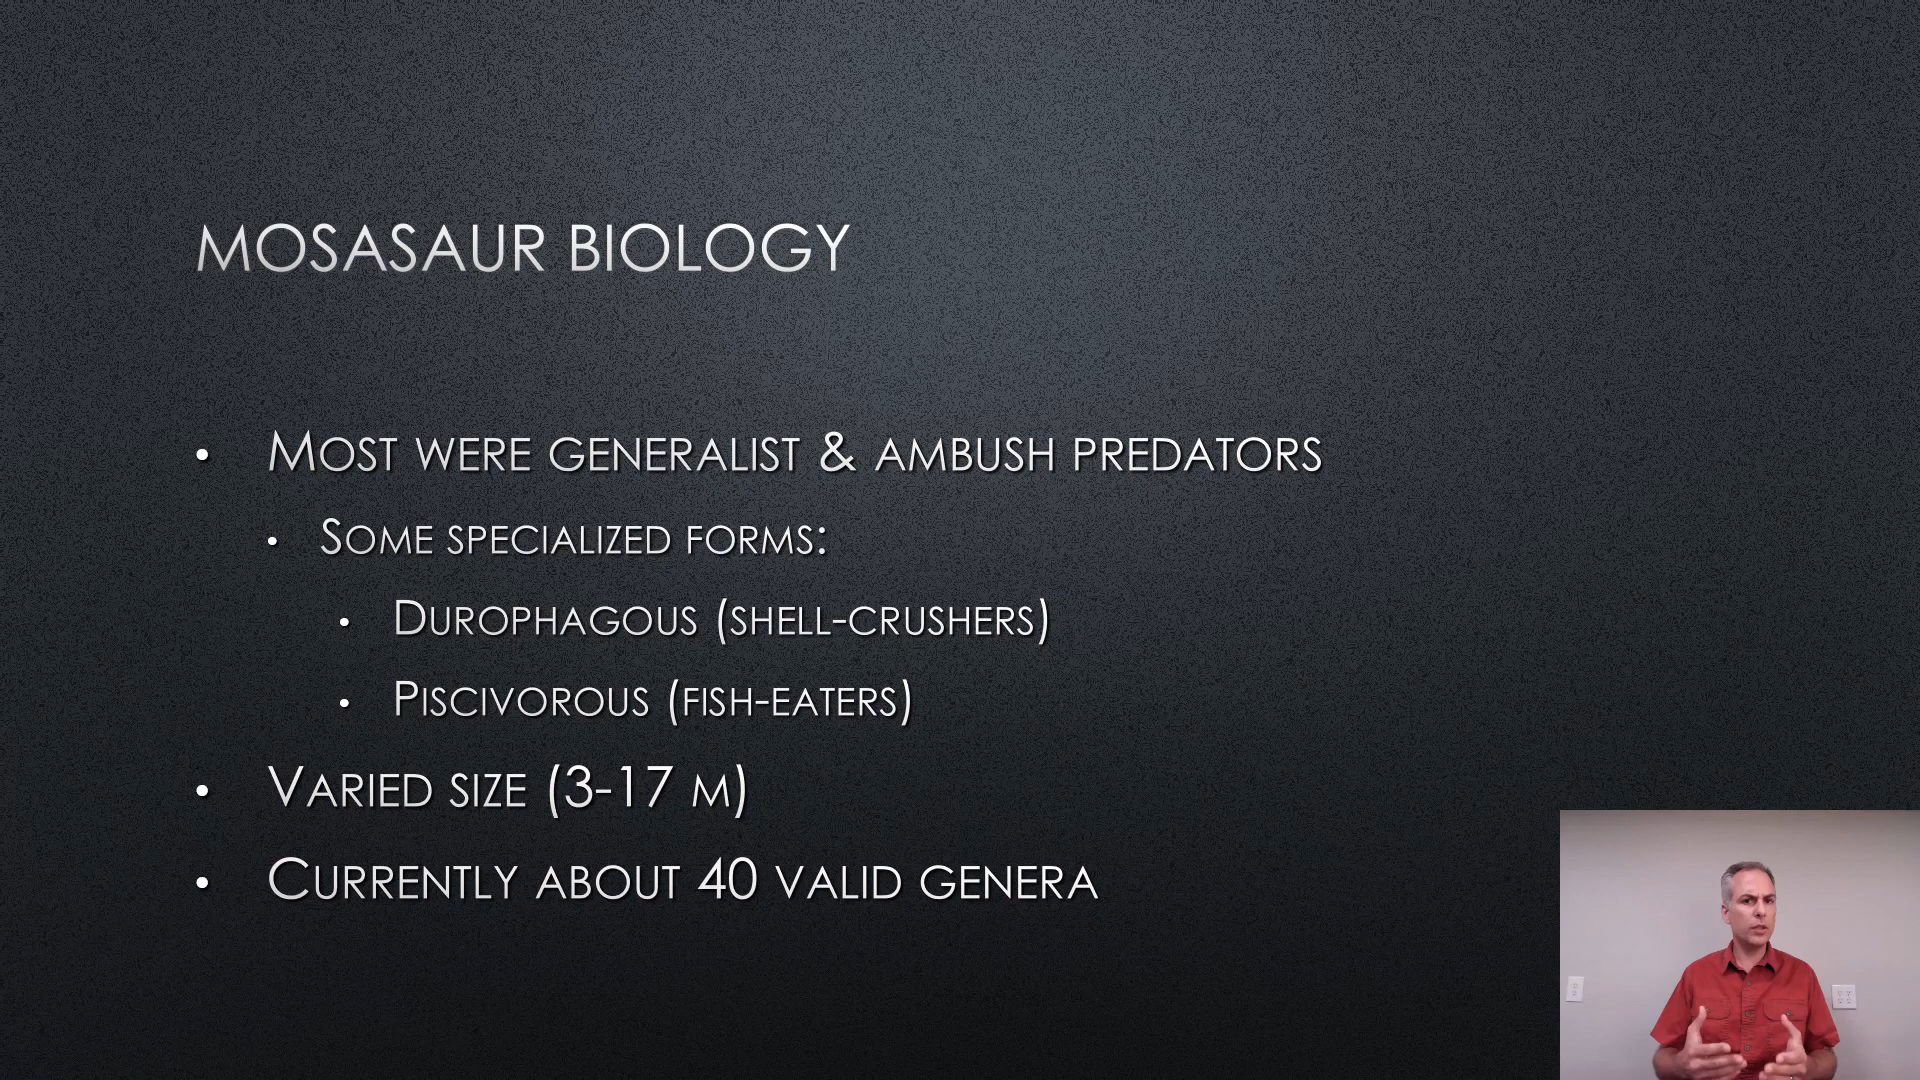 MOSASAUR BIOLOGY
• MOST WERE GENERALIST & AMBUSH PREDATORS
• SOME SPECIALIZED FORMS:
• DUROPHAGOUS (SHELL-CRUSHERS)
• PISCIVOROUS (FISH-EATERS)
• VARIED SIZE (3-17 M)
• CURRENTLY ABOUT 40 VALID GENERA